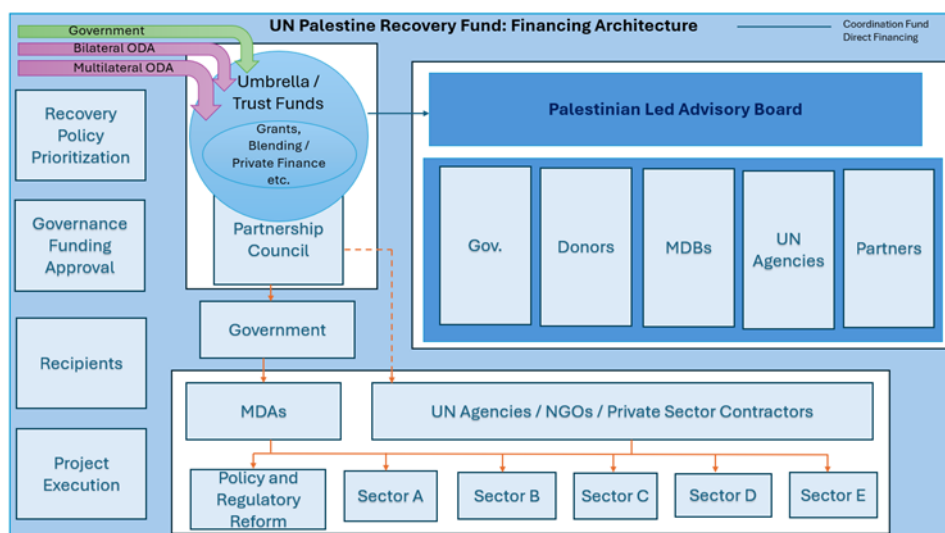 UN Palestine Recovery Fund: Financing Architecture
Coordination Fund
Direct Financing
Government
Bilateral ODA
Multilateral ODA
Umbrella /
Trust Funds
Grants,
Blending /
Private Finance
etc.
Partnership
Council
Palestinian Led Advisory Board
Gov.
Donors
MDBs
UN
Agencies
Partners
Recovery
Policy
Prioritization
Governance
Funding
Approval
Recipients
Project
Execution
Government
MDAs
UN Agencies / NGOs / Private Sector Contractors
Policy and
Regulatory
Reform
Sector A
Sector B
Sector C
Sector D
Sector E